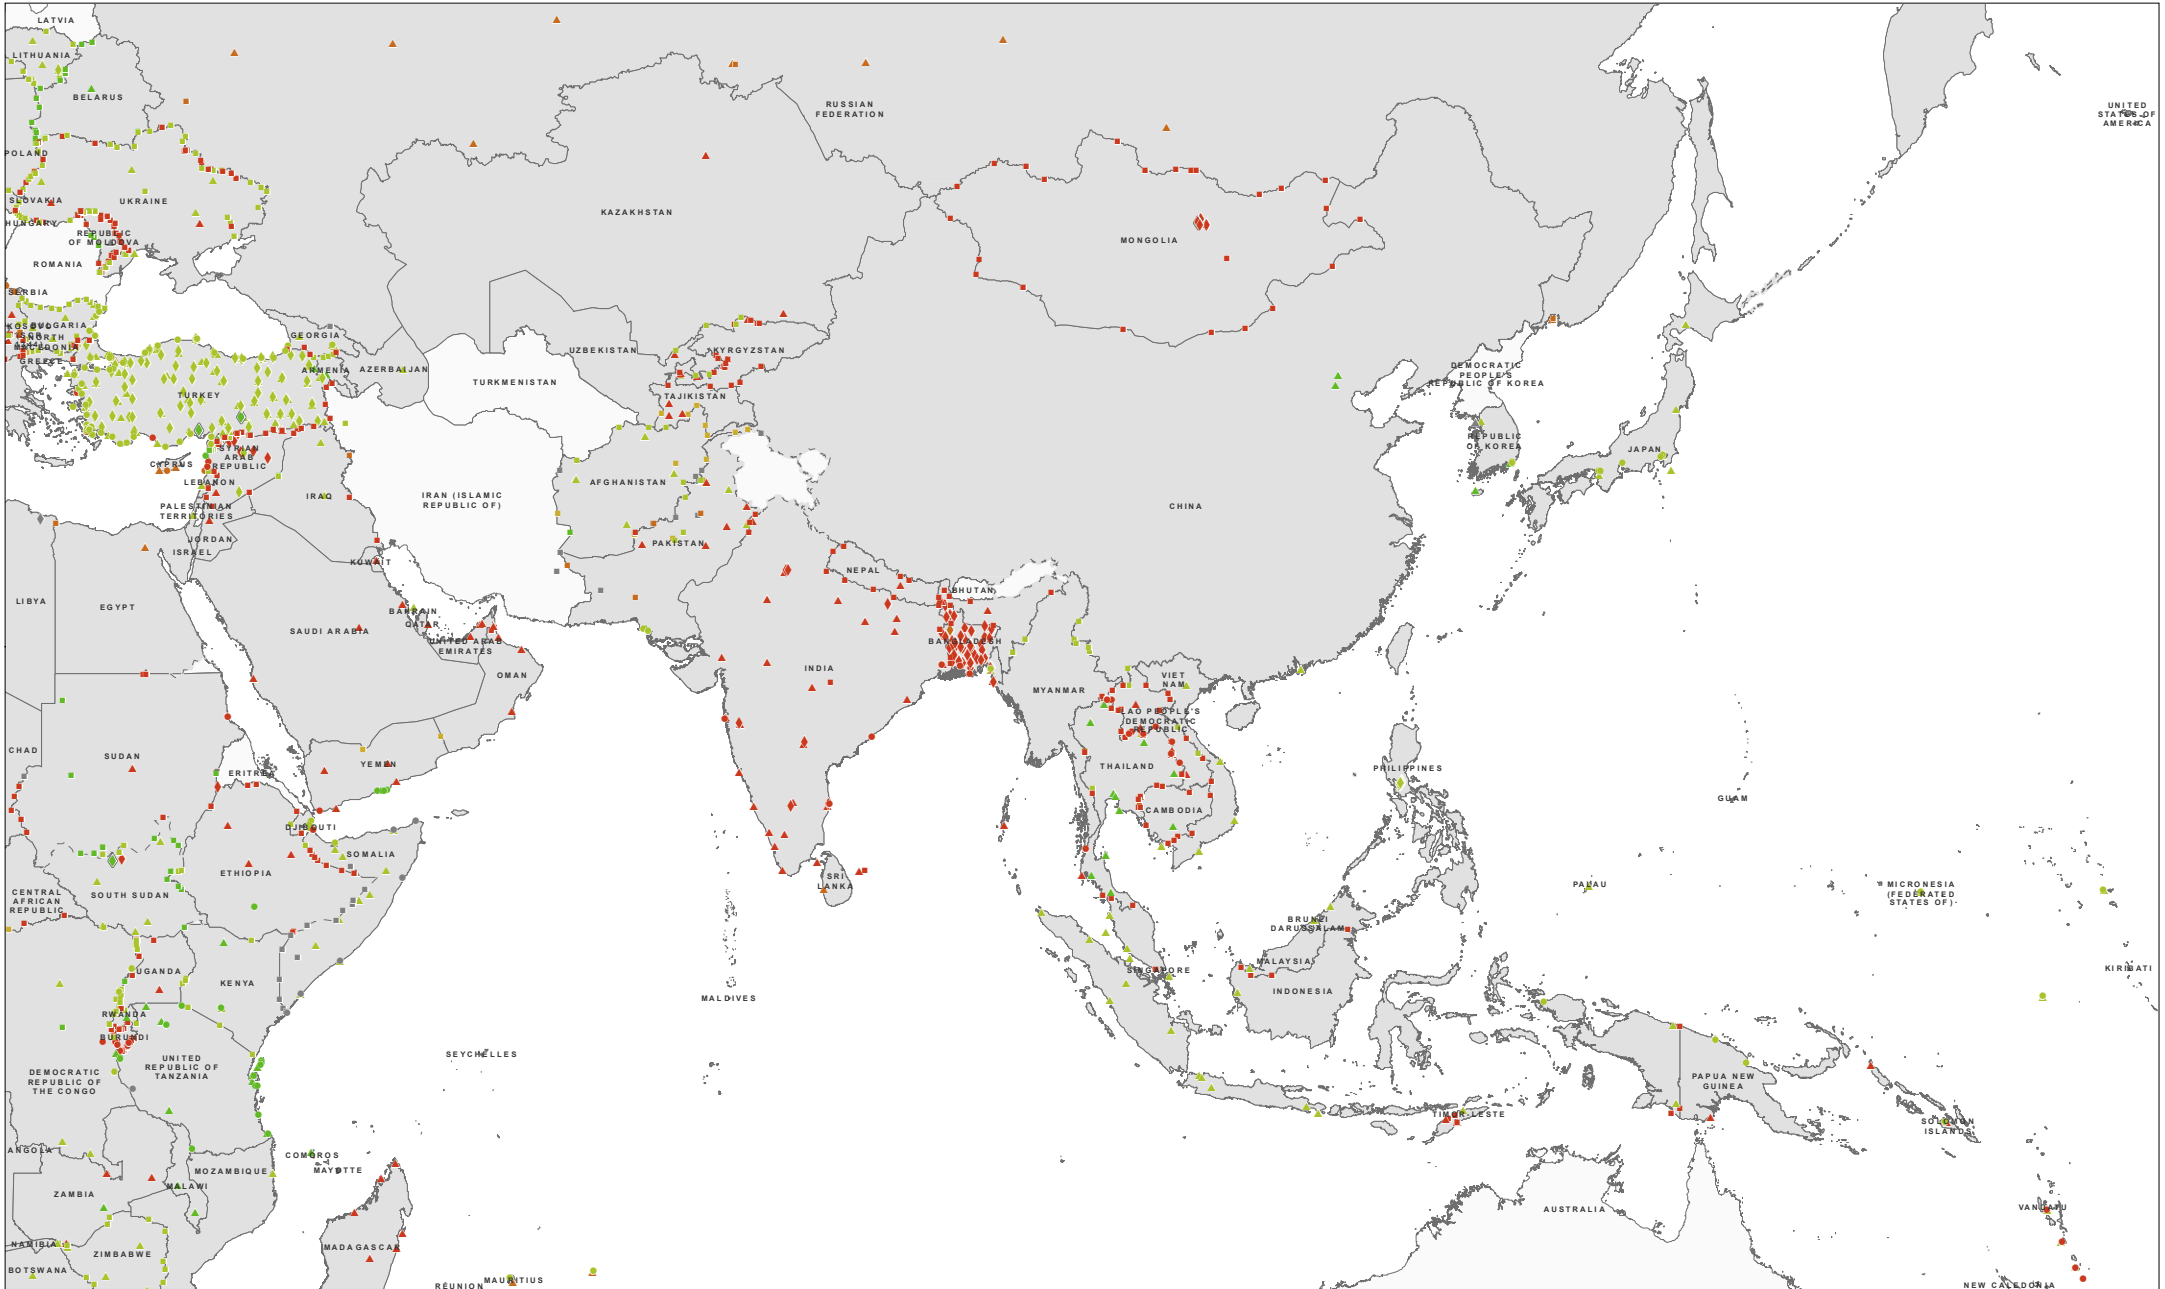 LATVIA
LITHUANIA
BELARUS
RUSSIAN
FEDERATION
UNITED
STATES OF
AMERICA
POLAND
SLOVAKIA
UKRAINE
HUNGARY
REPUBLIC
OF MOLDOVA
KAZAKHSTAN
MONGOLIA
ROMANIA
SERBIA
BULGARIA
NORTH
MACEDONIA
GREECE
GEORGIA
ARMENIA
AZERBAIJAN
UZBEKISTAN
KYRGYZSTAN
TURKMENISTAN
TAJIKISTAN
TURKEY
DEMOCRATIC
PEOPLE'S
REPUBLIC OF KOREA
REPUBLIC
OF KOREA
JAPAN
CYPRUS
SYRIAN
ARAB
REPUBLIC
LEBANON
IRAQ
IRAN (ISLAMIC
REPUBLIC OF)
AFGHANISTAN
CHINA
PALESTINIAN
TERRITORIES
JORDAN
ISRAEL
KUWAIT
PAKISTAN
NEPAL
BHUTAN
LIBYA
EGYPT
BAHRAIN
QATAR
SAUDI ARABIA
UNITED ARAB
EMIRATES
BANGLADESH
OMAN
INDIA
MYANMAR
VIET
NAM
LAO PEOPLE'S
DEMOCRATIC
REPUBLIC
CHAD
SUDAN
ERITREA
YEMEN
THAILAND
PHILIPPINES
GUAM
CAMBODIA
DJIBOUTI
SOMALIA
ETHIOPIA
SRI
LANKA
CENTRAL
AFRICAN
REPUBLIC
SOUTH SUDAN
PALAU
MICRONESIA
(FEDERATED
STATES OF)
BRUNEI
DARUSSALAM
UGANDA
KENYA
MALAYSIA
SINGAPORE
INDONESIA
KIRIBATI
MALDIVES
RWANDA
BURUNDI
SEYCHELLES
UNITED
REPUBLIC OF
TANZANIA
DEMOCRATIC
REPUBLIC OF
THE CONGO
PAPUA NEW
GUINEA
TIMOR-LESTE
SOLOMON
ISLANDS
ANGOLA
COMOROS
MAYOTTE
MOZAMBIQUE
MALAWI
ZAMBIA
AUSTRALIA
VANUATU
NAMIBIA
ZIMBABWE
MADAGASCAR
BOTSWANA
RÉUNION
MAURITIUS
NEW CALEDONIA